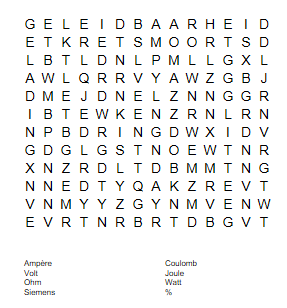 G E L E I D B A A R H E I D
E T K R E T S M O O R T S D
L B T L D N L P M L L G X L
A W L Q R R V Y A W Z G B J
D M E J D N E L Z N N G G R
I B T E W K E N Z R N L R N
N P B D R I N G D W X I D V
G D G L G S T N O E W T N R
X N Z R D L T D B M M T N G
N N E D T Y Q A K Z R E V T
V N M Y Y Z G Y N M V E N W
E V R T N R B R T D B G V T
Ampère Coulomb
Volt Joule
Ohm Watt
Siemens %